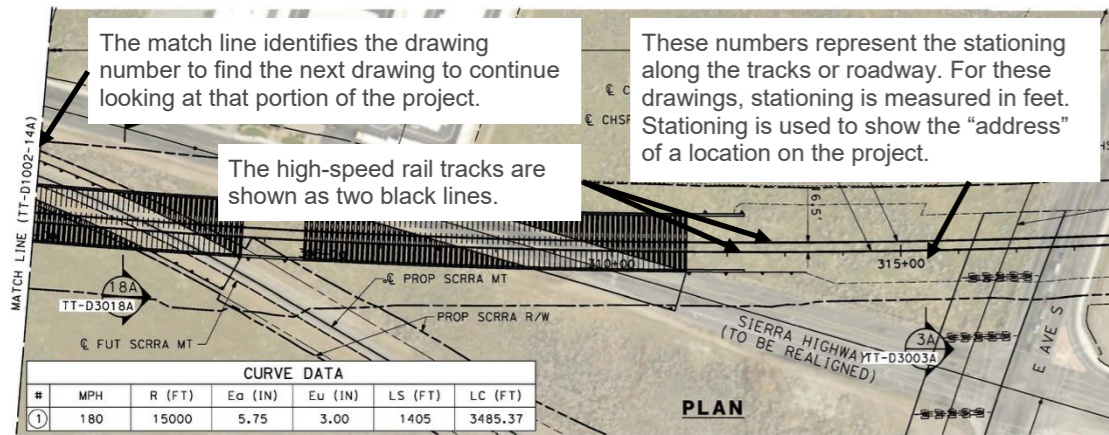 The match line identifies the drawing
number to find the next drawing to continue
looking at that portion of the project.
These numbers represent the stationing
along the tracks or roadway. For these
drawings, stationing is measured in feet.
Stationing is used to show the “address”
of a location on the project.
The high-speed rail tracks are
shown as two black lines.
MATCH LINE (TT-D1002-14A)
16.5'
310+00
315+00
18A
TT-D3018A
℄ PROP SCRRA MT
PROP SCRRA R/W
℄ FUT SCRRA MT
SIERRA HIGHWAY
(TO BE REALIGNED)
3A
TT-D3003A
E AVE S
CURVE DATA
# MPH R (FT) Ea (IN) Eu (IN) LS (FT) LC (FT)
1 180 15000 5.75 3.00 1405 3485.37
PLAN